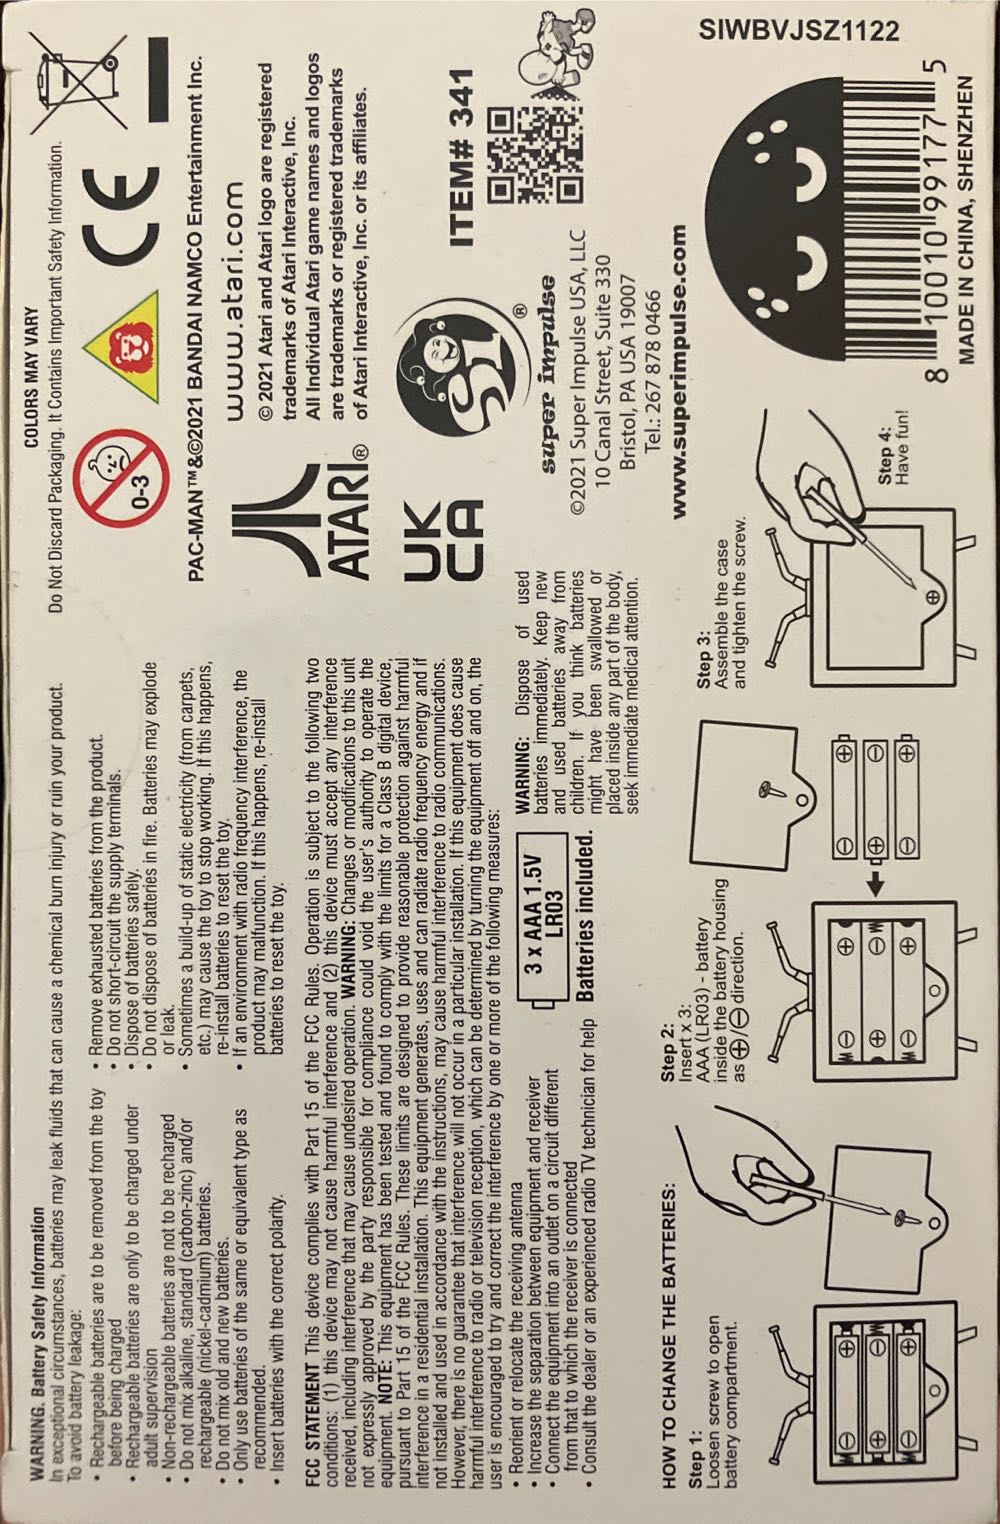 WARNING. Battery Safety Information
In exceptional circumstances, batteries may leak fluids that can cause a chemical burn injury or ruin your product.
To avoid battery leakage:
• Rechargeable batteries are to be removed from the toy
before being charged
• Rechargeable batteries are only to be charged under
adult supervision
• Non-rechargeable batteries are not to be recharged
• Do not mix alkaline, standard (carbon-zinc) and/or
rechargeable (nickel-cadmium) batteries.
• Do not mix old and new batteries.
• Only use batteries of the same or equivalent type as
recommended.
• Insert batteries with the correct polarity.
• Remove exhausted batteries from the product.
• Do not short-circuit the supply terminals.
• Dispose of batteries safely.
• Do not dispose of batteries in fire. Batteries may explode
or leak.
• Sometimes a build-up of static electricity (from carpets,
etc.) may cause the toy to stop working. If this happens,
re-install batteries to reset the toy.
• If an environment with radio frequency interference, the
product may malfunction. If this happens, re-install
batteries to reset the toy.
FCC STATEMENT This device complies with Part 15 of the FCC Rules. Operation is subject to the following two
conditions: (1) this device may not cause harmful interference and (2) this device must accept any interference
received, including interference that may cause undesired operation. WARNING: Changes or modifications to this unit
not expressly approved by the party responsible for compliance could void the user's authority to operate the
equipment. NOTE: This equipment has been tested and found to comply with the limits for a Class B digital device,
pursuant to Part 15 of the FCC Rules. These limits are designed to provide reasonable protection against harmful
interference in a residential installation. This equipment generates, uses and can radiate radio frequency energy and if
not installed and used in accordance with the instructions, may cause harmful interference to radio communications.
However, there is no guarantee that interference will not occur in a particular installation. If this equipment does cause
harmful interference to radio or television reception, which can be determined by turning the equipment off and on, the
user is encouraged to try and correct the interference by one or more of the following measures:
• Reorient or relocate the receiving antenna
• Increase the separation between equipment and receiver
• Connect the equipment into an outlet on a circuit different
from that to which the receiver is connected
• Consult the dealer or an experienced radio TV technician for help
3 x AAA 1.5V
LR03
Batteries included.
WARNING: Dispose of used
batteries immediately. Keep new
and used batteries away from
children. If you think batteries
might have been swallowed or
placed inside any part of the body,
seek immediate medical attention.
COLORS MAY VARY
Do Not Discard Packaging. It Contains Important Safety Information.
0-3
CE
PAC-MAN™&©2021 BANDAI NAMCO Entertainment Inc.
ATARI®
www.atari.com
©2021 Atari and Atari logo are registered
trademarks of Atari Interactive, Inc.
All Individual Atari game names and logos
are trademarks or registered trademarks
of Atari Interactive, Inc. or its affiliates.
UK
CA
SI
®
super impulse
ITEM# 341
©2021 Super Impulse USA, LLC
10 Canal Street, Suite 330
Bristol, PA USA 19007
Tel.: 267 878 0466
www.superimpulse.com
HOW TO CHANGE THE BATTERIES:
Step 1:
Loosen screw to open
battery compartment.
Step 2:
Insert x 3:
AAA (LR03) - battery
inside the battery housing
as ⊕/⊖ direction.
Step 3:
Assemble the case
and tighten the screw.
Step 4:
Have fun!
SIWBVJSZ1122
8 10010 99177 5
MADE IN CHINA, SHENZHEN